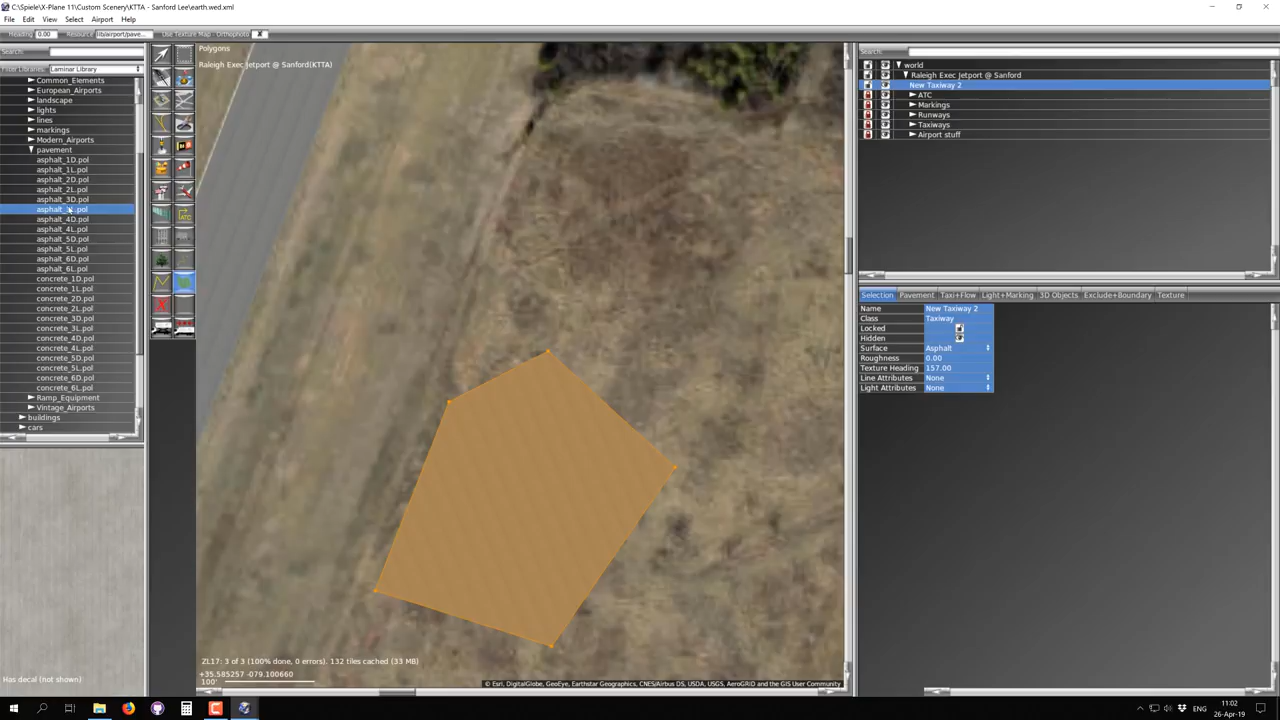 C:\Spiele\X-Plane 11\Custom Scenery\KTTA - Sanford Lee\earth.wed.xml
File Edit View Select Airport Help
Heading 0.00 Resource lib/airport/pave... Use Texture Map - Orthophoto
Search:
Filter Libraries: Laminar Library
Common_Elements
European_Airports
landscape
lights
lines
markings
Modern_Airports
pavement
asphalt_1D.pol
asphalt_1L.pol
asphalt_2D.pol
asphalt_2L.pol
asphalt_3D.pol
asphalt_3L.pol
asphalt_4D.pol
asphalt_4L.pol
asphalt_5D.pol
asphalt_5L.pol
asphalt_6D.pol
asphalt_6L.pol
concrete_1D.pol
concrete_1L.pol
concrete_2D.pol
concrete_2L.pol
concrete_3D.pol
concrete_3L.pol
concrete_4D.pol
concrete_4L.pol
concrete_5D.pol
concrete_5L.pol
concrete_6D.pol
concrete_6L.pol
Ramp_Equipment
Vintage_Airports
buildings
cars
Has decal (not shown)
ATC
Polygons
Raleigh Exec Jetport @ Sanford(KTTA)
ZL17: 3 of 3 (100% done, 0 errors). 132 tiles cached (33 MB)
+35.585257 -079.100660
100'
© Esri, DigitalGlobe, GeoEye, Earthstar Geographics, CNES/Airbus DS, USDA, USGS, AeroGRID and the GIS User Community
Search:
world
Raleigh Exec Jetport @ Sanford
New Taxiway 2
ATC
Markings
Runways
Taxiways
Airport stuff
Selection Pavement Taxi+Flow Light+Marking 3D Objects Exclude+Boundary Texture
Name New Taxiway 2
Class Taxiway
Locked
Hidden
Surface Asphalt
Roughness 0.00
Texture Heading 157.00
Line Attributes None
Light Attributes None
ENG
11:02
26-Apr-19